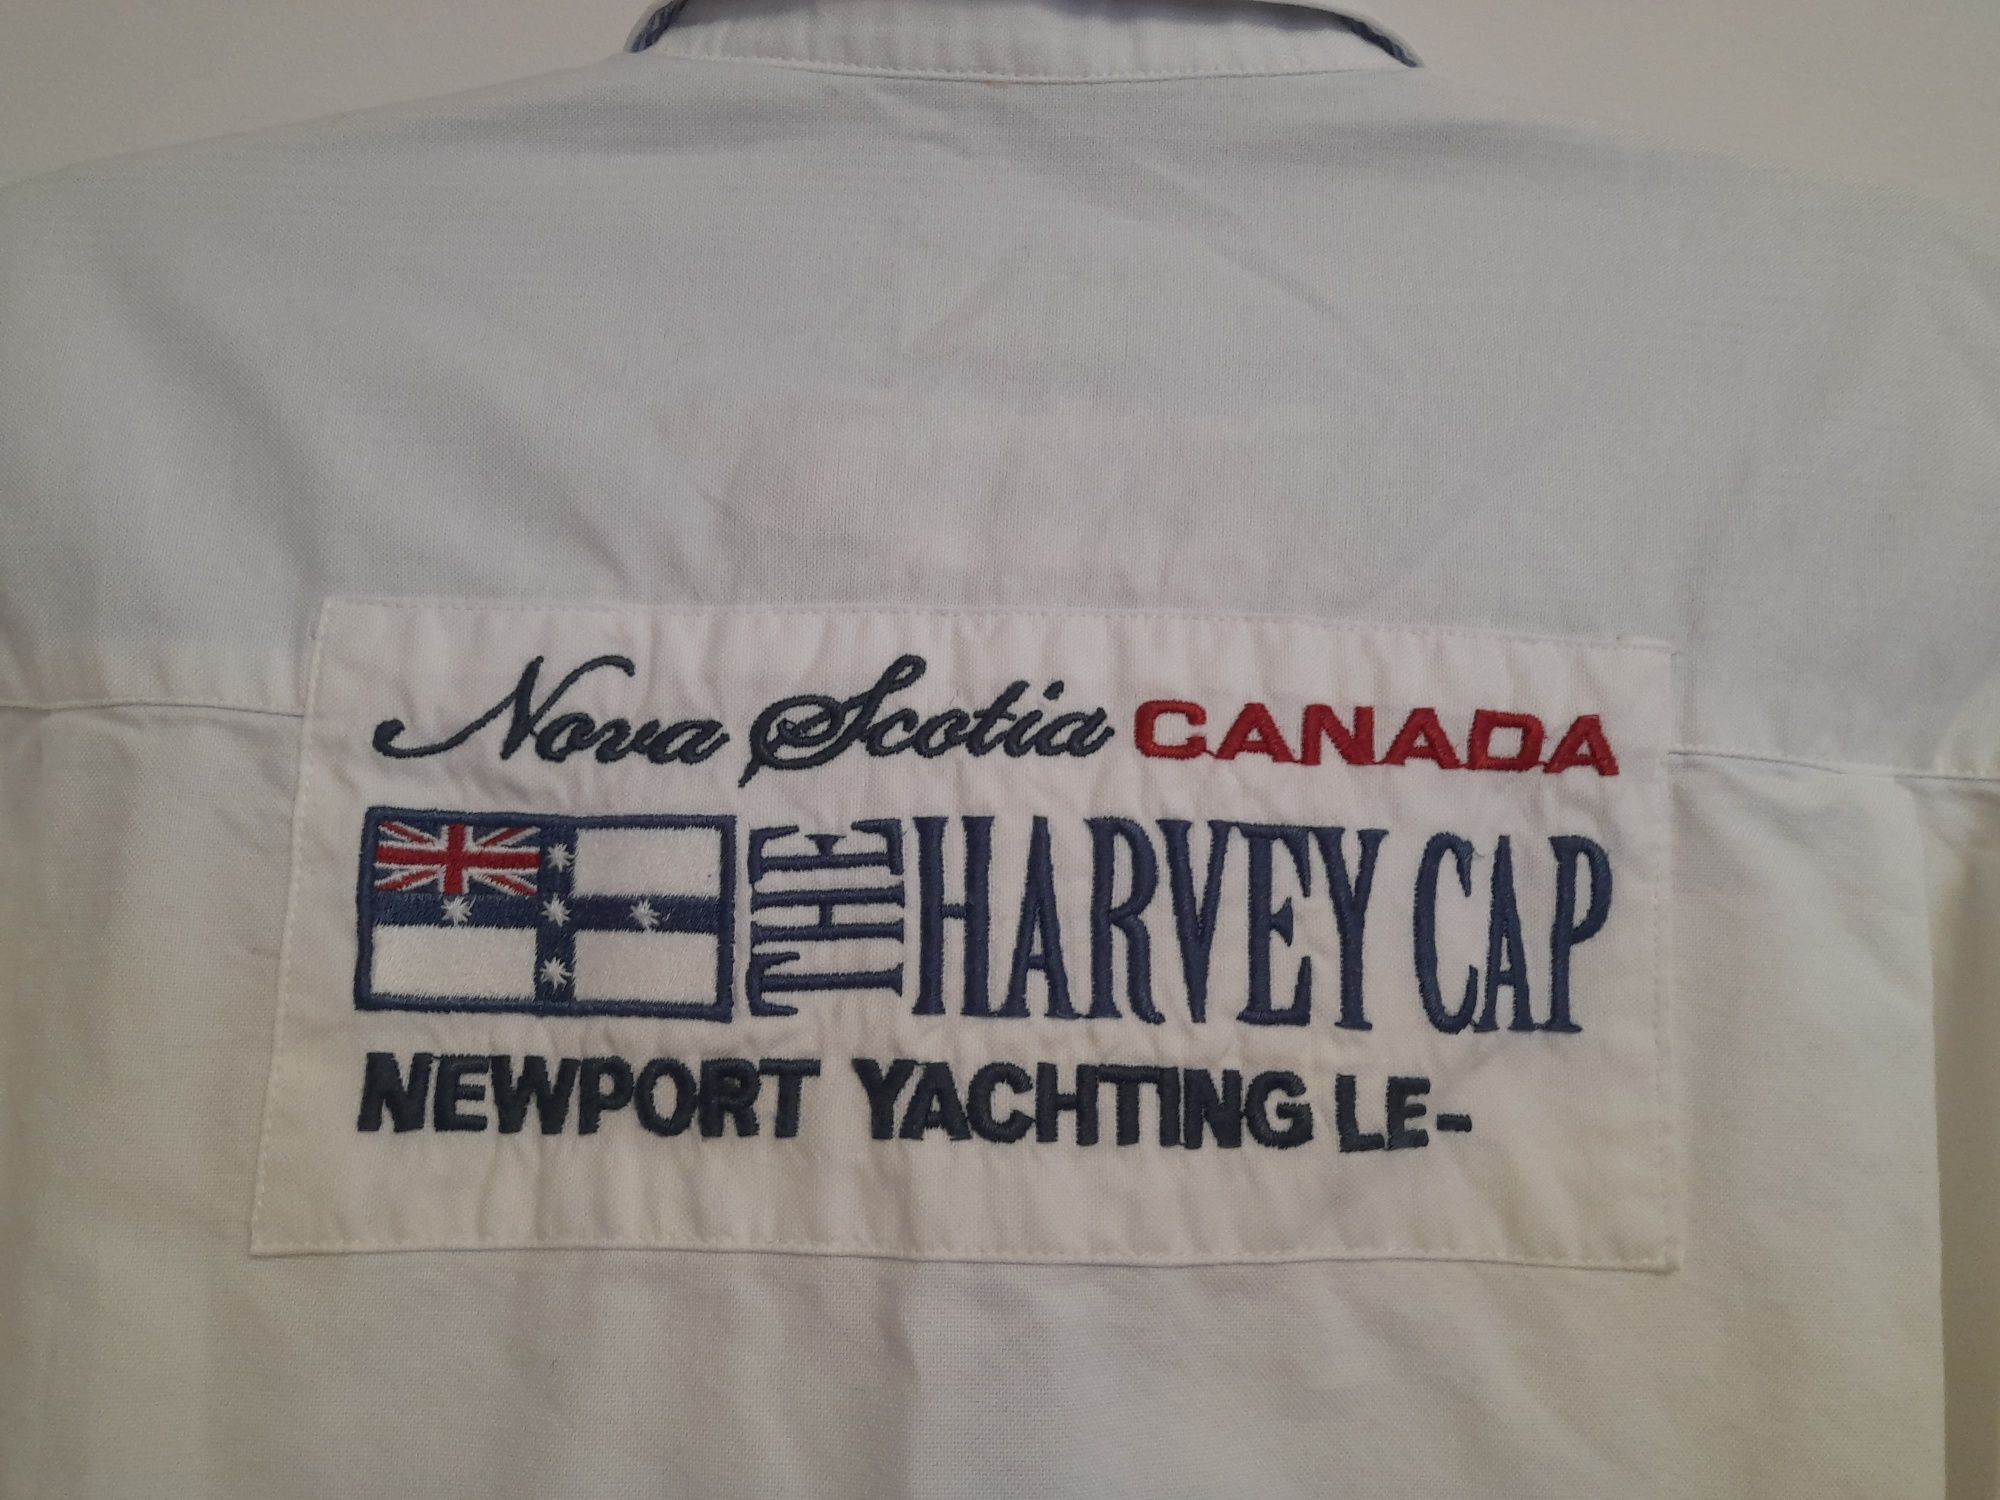 Nova Scotia CANADA
THE HARVEY CAP
NEWPORT YACHTING LE-